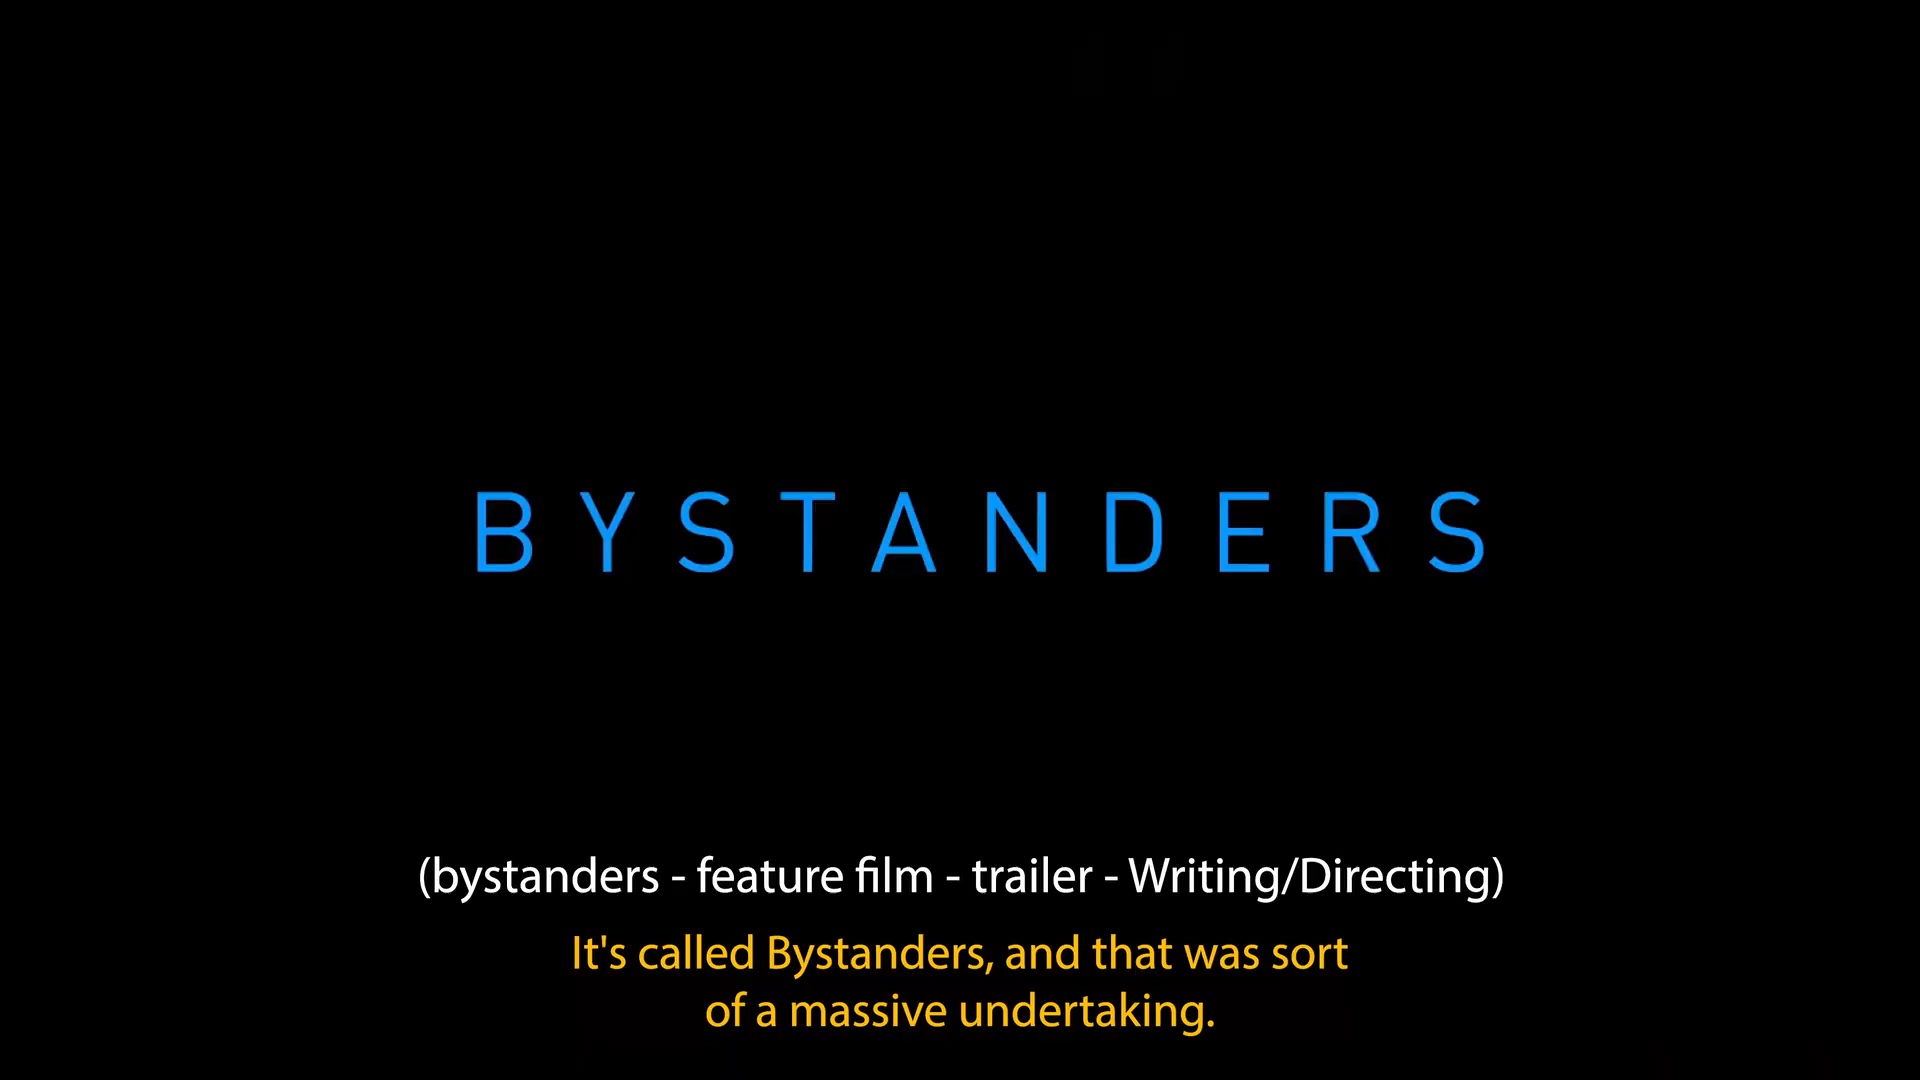 BYSTANDERS
(bystanders - feature film - trailer - Writing/Directing)
It's called Bystanders, and that was sort
of a massive undertaking.